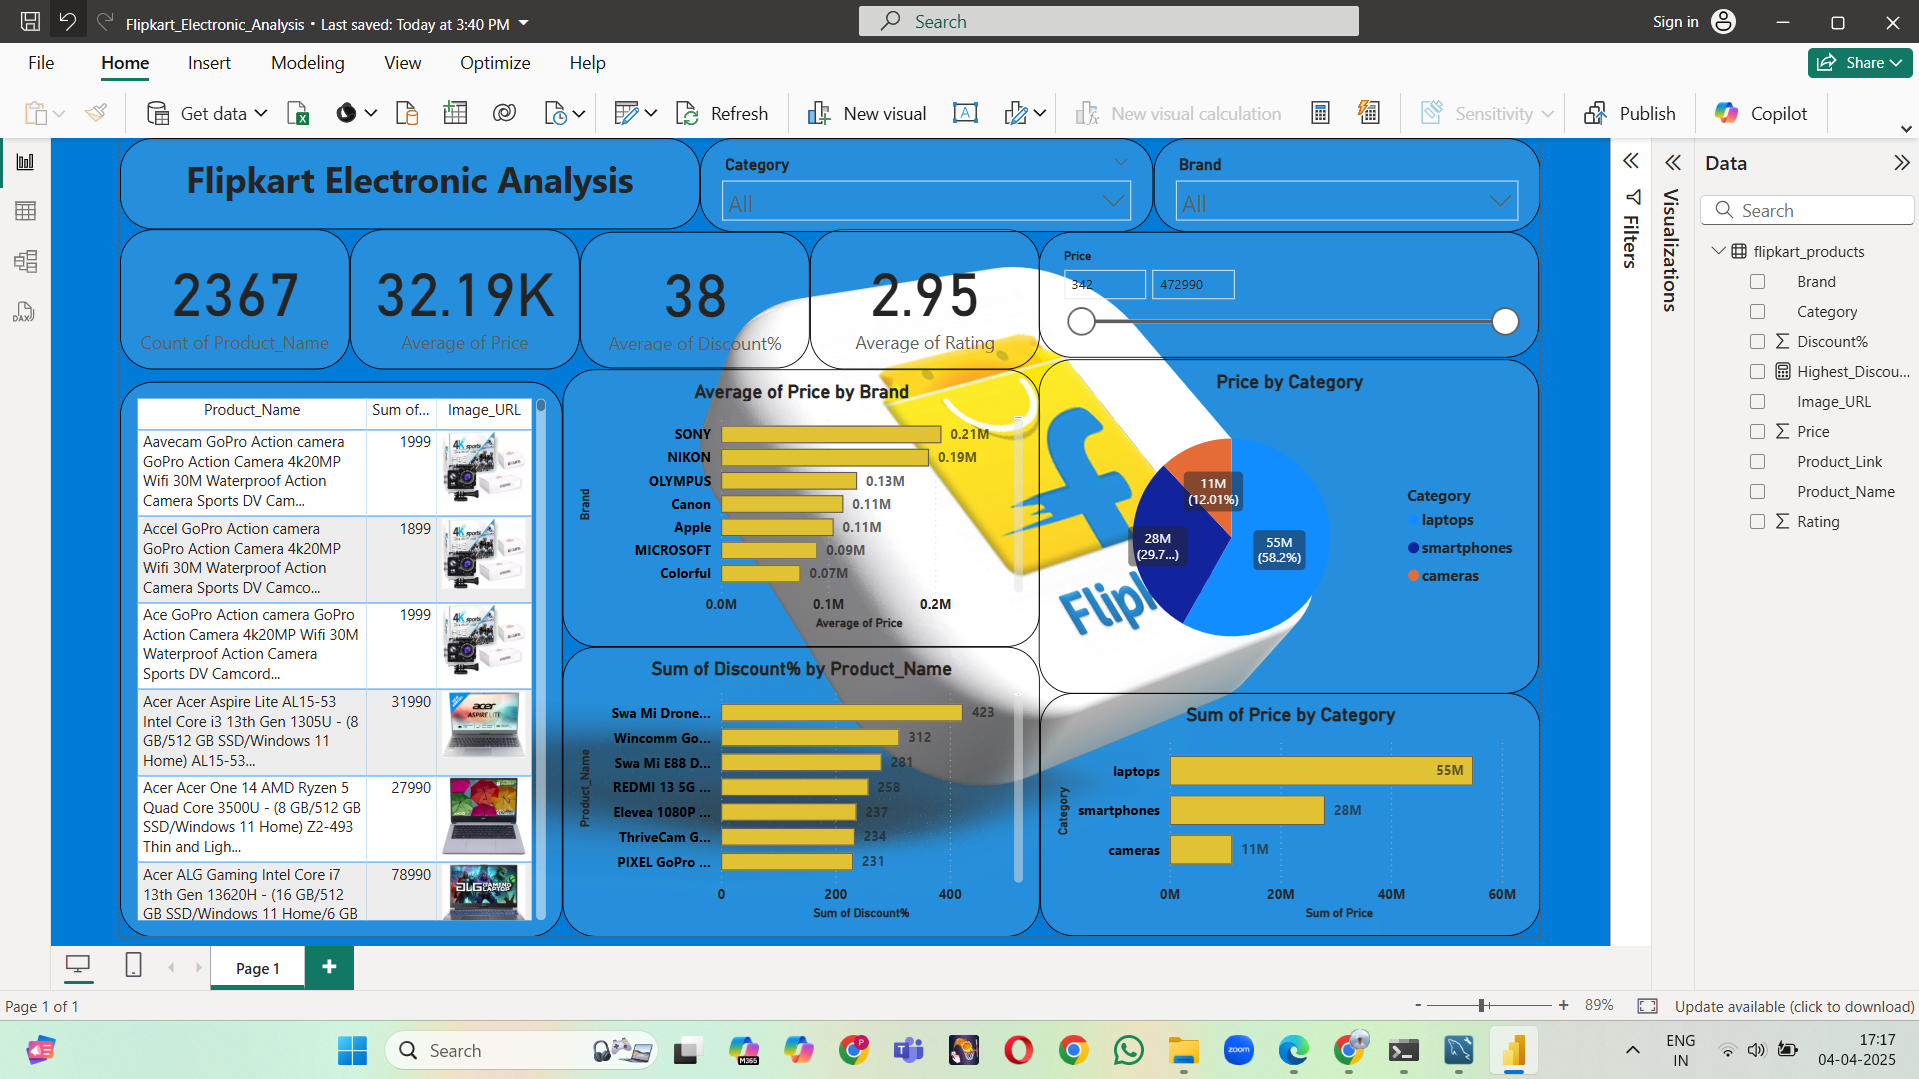 Flipkart_Electronic_Analysis • Last saved: Today at 3:40 PM
Search
Sign in
File
Home
Insert
Modeling
View
Optimize
Help
Share
Get data
Refresh
New visual
New visual calculation
Sensitivity
Publish
Copilot
Flipkart Electronic Analysis
Category
All
Brand
All
2367
Count of Product_Name
32.19K
Average of Price
38
Average of Discount%
2.95
Average of Rating
Price
342
472990
Product_Name
Sum of...
Image_URL
Aavecam GoPro Action camera
GoPro Action Camera 4k20MP
Wifi 30M Waterproof Action
Camera Sports DV Cam...
1999
4K sports
Accel GoPro Action camera
GoPro Action Camera 4k20MP
Wifi 30M Waterproof Action
Camera Sports DV Camco...
1899
4K sports
Ace GoPro Action camera GoPro
Action Camera 4k20MP Wifi 30M
Waterproof Action Camera
Sports DV Camcord...
1999
4K sports
Acer Acer Aspire Lite AL15-53
Intel Core i3 13th Gen 1305U - (8
GB/512 GB SSD/Windows 11
Home) AL15-53...
31990
acer
ASPIRE LITE
Acer Acer One 14 AMD Ryzen 5
Quad Core 3500U - (8 GB/512 GB
SSD/Windows 11 Home) Z2-493
Thin and Ligh...
27990
Acer ALG Gaming Intel Core i7
13th Gen 13620H - (16 GB/512
GB SSD/Windows 11 Home/6 GB
78990
ALG GAMING
LAPTOP
Average of Price by Brand
Brand
SONY 0.21M
NIKON 0.19M
OLYMPUS 0.13M
Canon 0.11M
Apple 0.11M
MICROSOFT 0.09M
Colorful 0.07M
0.0M 0.1M 0.2M
Average of Price
Sum of Discount% by Product_Name
Product_Name
Swa Mi Drone... 423
Wincomm Go... 312
Swa Mi E88 D... 281
REDMI 13 5G ... 258
Elevea 1080P ... 237
ThriveCam G... 234
PIXEL GoPro ... 231
0 200 400
Sum of Discount%
Price by Category
11M
(12.01%)
28M
(29.7...)
55M
(58.2%)
Category
laptops
smartphones
cameras
Flipk
Sum of Price by Category
Category
laptops 55M
smartphones 28M
cameras 11M
0M 20M 40M 60M
Sum of Price
Filters
Visualizations
Data
Search
flipkart_products
Brand
Category
Discount%
Highest_Discou...
Image_URL
Price
Product_Link
Product_Name
Rating
DAX
Page 1
Page 1 of 1
- + 89%
Update available (click to download)
Search
M365
P
zoom
ENG
IN
17:17
04-04-2025